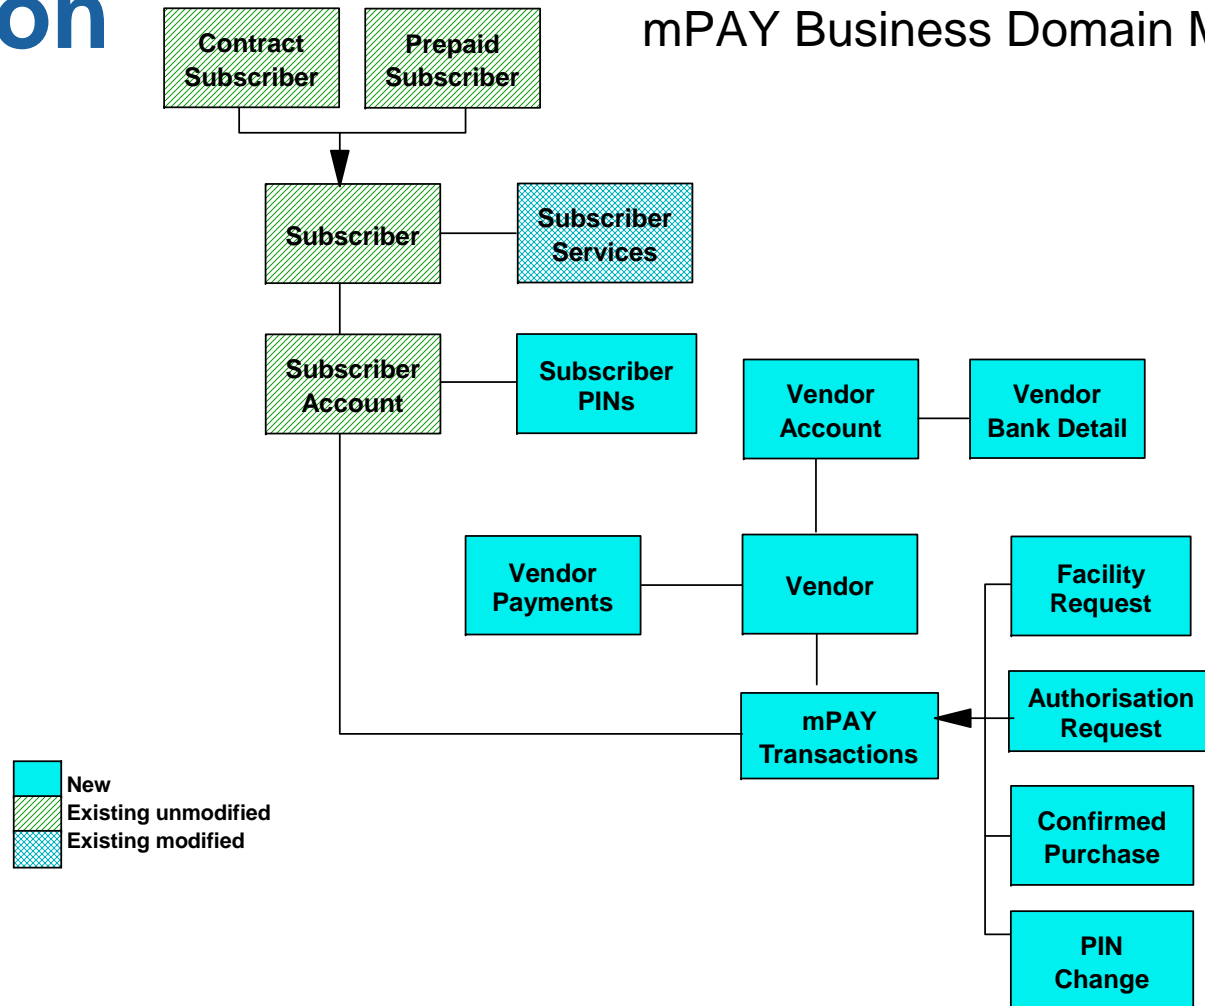 on
mPAY Business Domain M
Contract
Subscriber
Prepaid
Subscriber
Subscriber
Subscriber
Services
Subscriber
Account
Subscriber
PINs
Vendor
Account
Vendor
Bank Detail
Vendor
Payments
Vendor
Facility
Request
mPAY
Transactions
Authorisation
Request
Confirmed
Purchase
PIN
Change
New
Existing unmodified
Existing modified